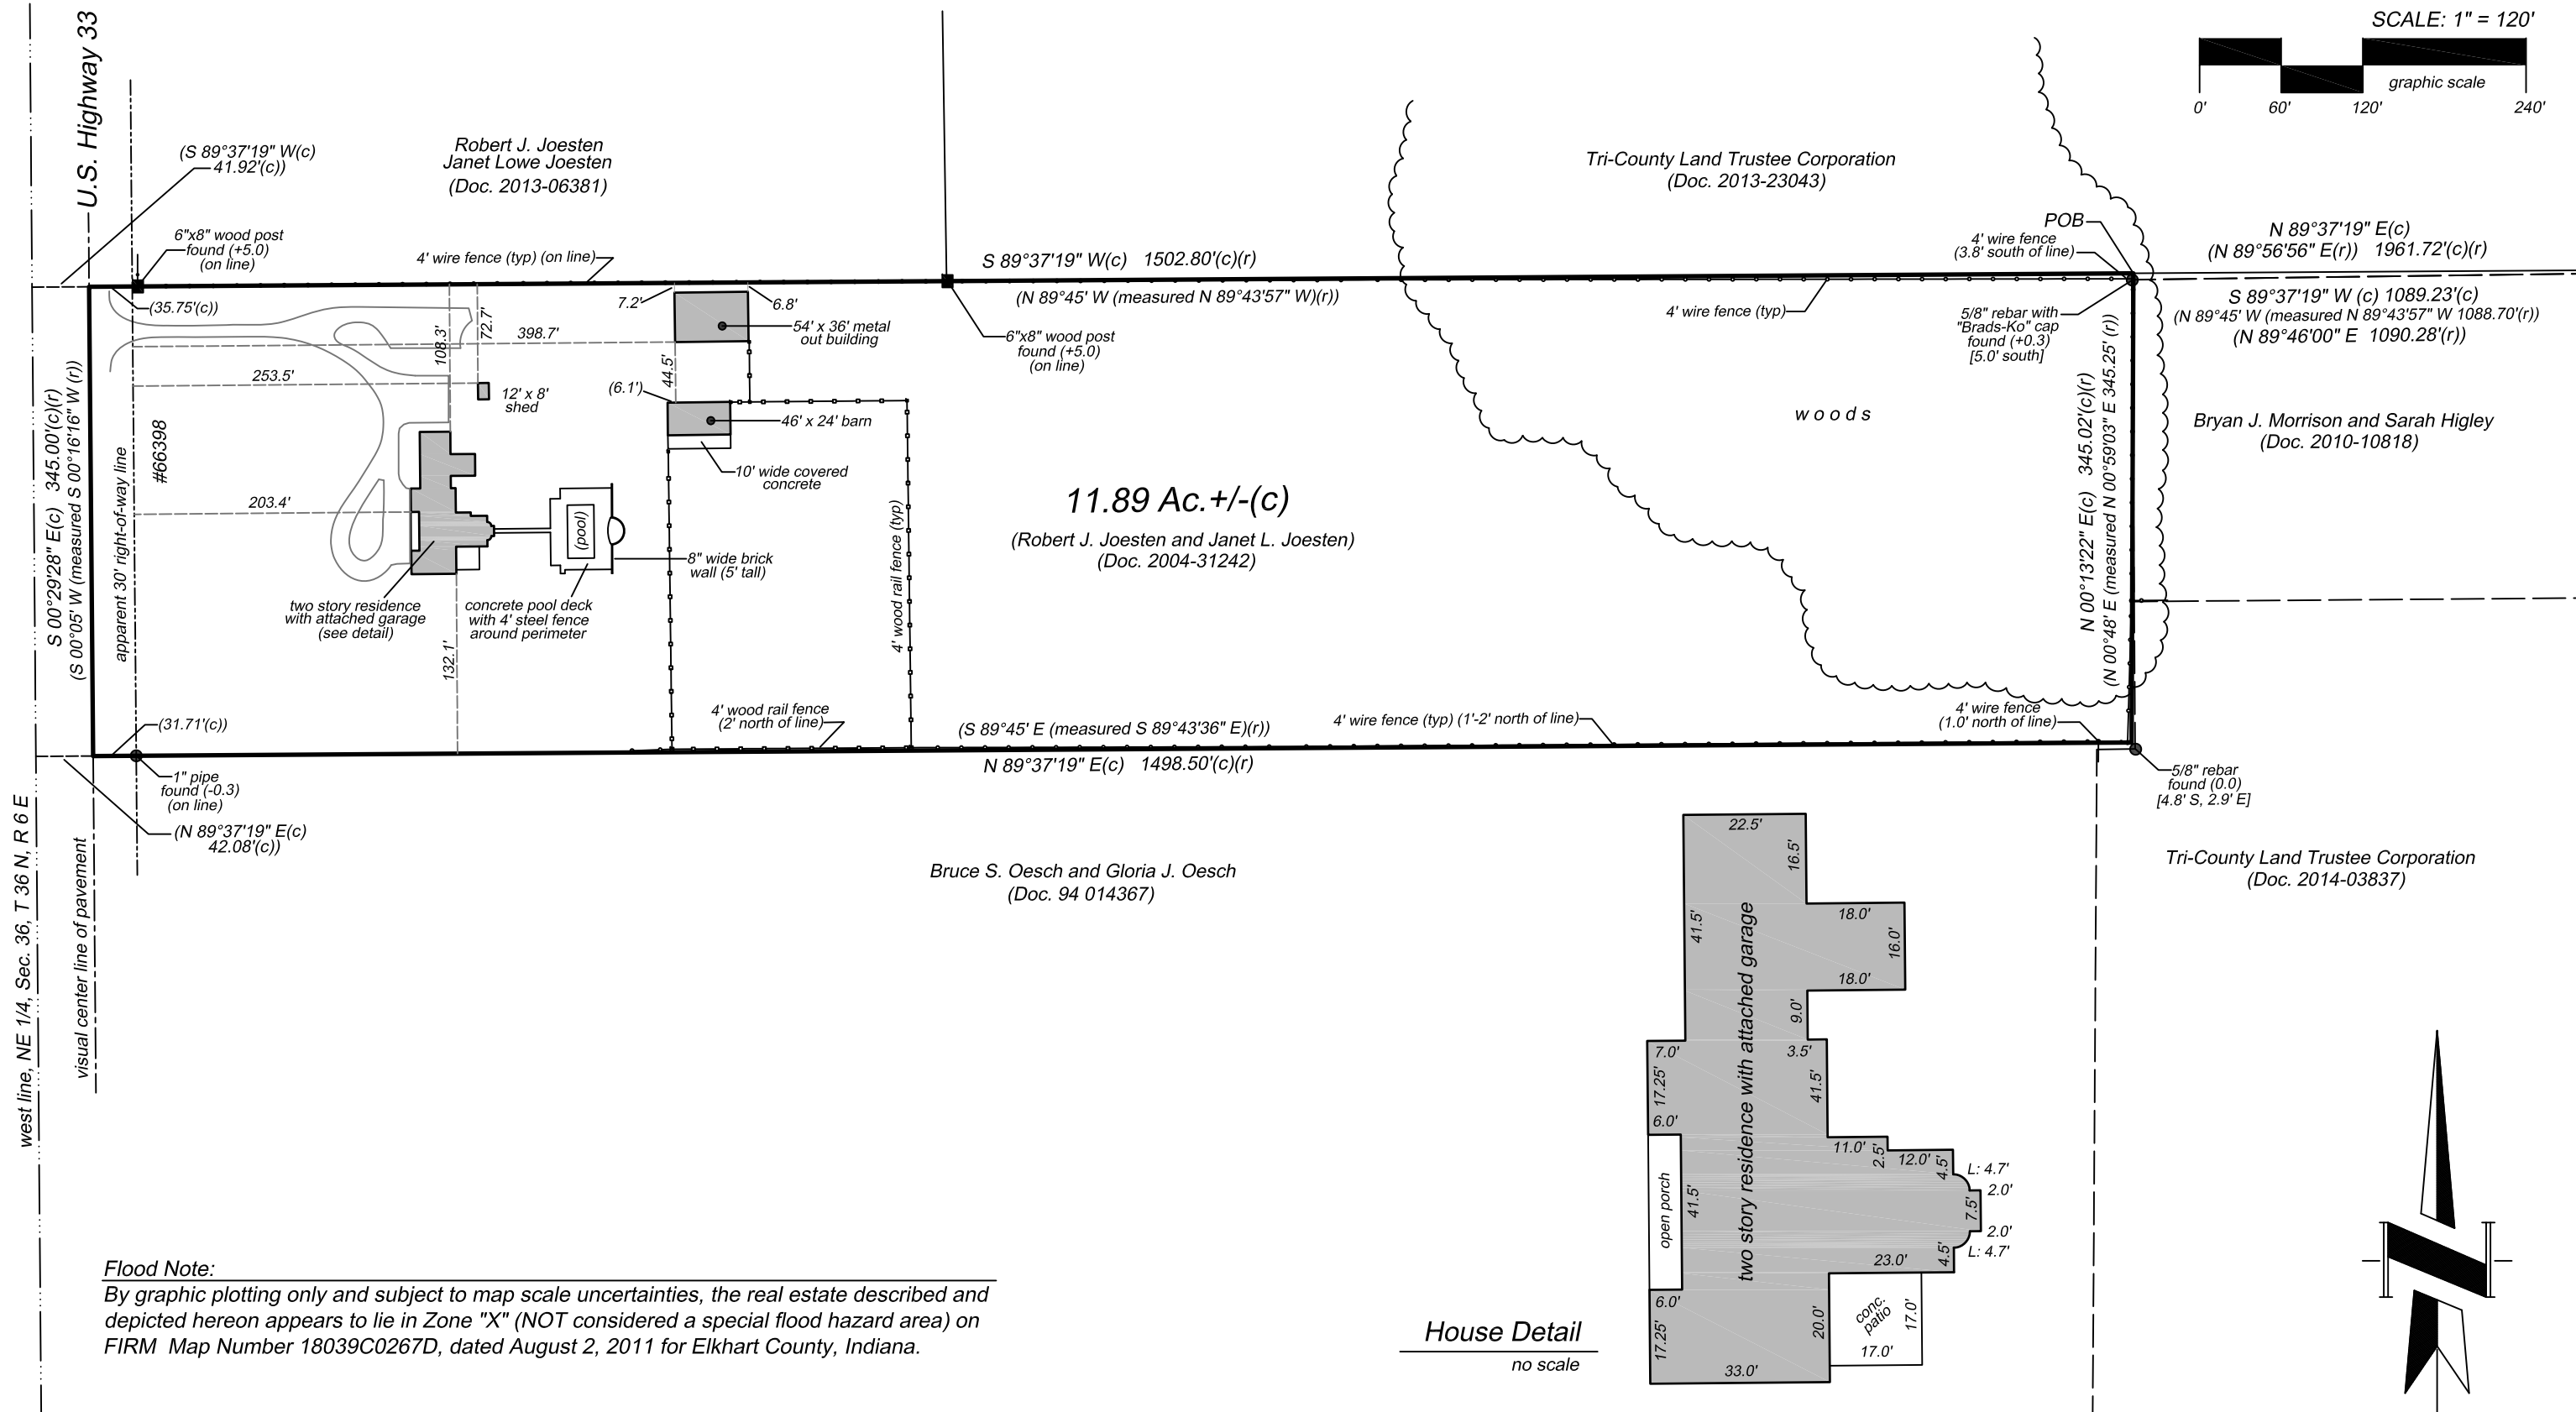 SCALE: 1" = 120'
graphic scale
0' 60' 120' 240'
U.S. Highway 33
(S 89°37'19" W(c)
41.92'(c))
Robert J. Joesten
Janet Lowe Joesten
(Doc. 2013-06381)
Tri-County Land Trustee Corporation
(Doc. 2013-23043)
POB
4' wire fence
(3.8' south of line)
N 89°37'19" E(c)
(N 89°56'56" E(r)) 1961.72'(c)(r)
6"x8" wood post
found (+5.0)
(on line)
4' wire fence (typ) (on line)
S 89°37'19" W(c) 1502.80'(c)(r)
(N 89°45' W (measured N 89°43'57" W)(r))
S 89°37'19" W (c) 1089.23'(c)
(N 89°45' W (measured N 89°43'57" W 1088.70'(r))
(N 89°46'00" E 1090.28'(r))
(35.75'(c))
7.2'
6.8'
108.3'
72.7'
398.7'
54' x 36' metal
out building
6"x8" wood post
found (+5.0)
(on line)
4' wire fence (typ)
5/8" rebar with
"Brads-Ko" cap
found (+0.3)
[5.0' south]
253.5'
12' x 8'
shed
44.5'
(6.1')
46' x 24' barn
10' wide covered
concrete
woods
Bryan J. Morrison and Sarah Higley
(Doc. 2010-10818)
S 00°29'28" E(c) 345.00'(c)(r)
(S 00°05' W (measured S 00°16'16" W (r))
apparent 30' right-of-way line
#66398
203.4'
(pool)
8" wide brick
wall (5' tall)
4' wood rail fence (typ)
11.89 Ac.+/-(c)
(Robert J. Joesten and Janet L. Joesten)
(Doc. 2004-31242)
N 00°13'22" E(c) 345.02'(c)(r)
(N 00°48' E (measured N 00°59'03" E 345.25' (r))
two story residence
with attached garage
(see detail)
concrete pool deck
with 4' steel fence
around perimeter
132.1'
(31.71'(c))
4' wood rail fence
(2' north of line)
(S 89°45' E (measured S 89°43'36" E)(r))
4' wire fence (typ) (1'-2' north of line)
4' wire fence
(1.0' north of line)
N 89°37'19" E(c) 1498.50'(c)(r)
1" pipe
found (-0.3)
(on line)
(N 89°37'19" E(c)
42.08'(c))
5/8" rebar
found (0.0)
[4.8' S, 2.9' E]
west line, NE 1/4, Sec. 36, T 36 N, R 6 E
visual center line of pavement
Bruce S. Oesch and Gloria J. Oesch
(Doc. 94 014367)
Tri-County Land Trustee Corporation
(Doc. 2014-03837)
22.5'
16.5'
41.5'
18.0'
16.0'
18.0'
9.0'
7.0'
3.5'
17.25'
41.5'
6.0'
11.0'
2.5'
12.0'
4.5'
L: 4.7'
2.0'
open porch
41.5'
two story residence with attached garage
7.5'
2.0'
L: 4.7'
23.0'
4.5'
6.0'
17.25'
20.0'
conc.
patio
17.0'
17.0'
33.0'
House Detail
no scale
Flood Note:
By graphic plotting only and subject to map scale uncertainties, the real estate described and
depicted hereon appears to lie in Zone "X" (NOT considered a special flood hazard area) on
FIRM Map Number 18039C0267D, dated August 2, 2011 for Elkhart County, Indiana.
N